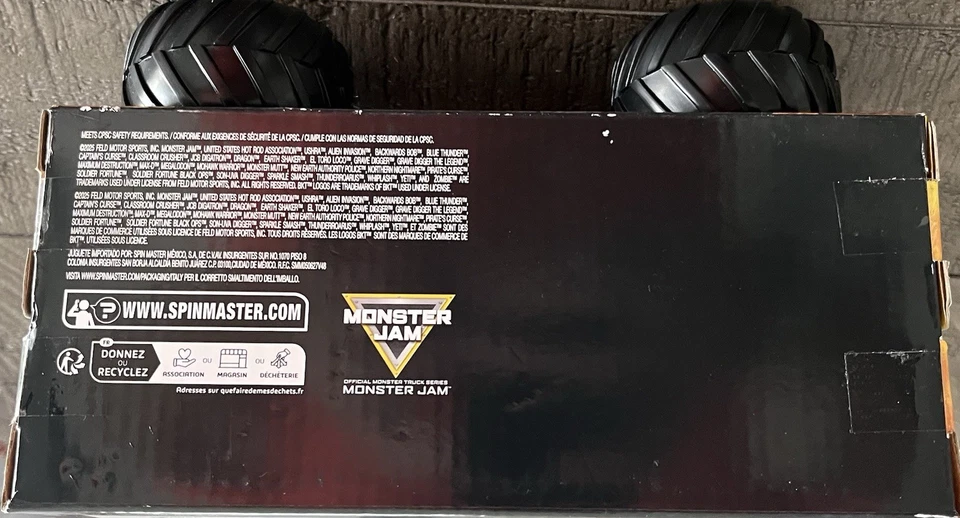 MEETS CPSC SAFETY REQUIREMENTS. / CONFORME AUX EXIGENCES DE SÉCURITÉ DE LA CPSC. / CUMPLE CON LAS NORMAS DE SEGURIDAD DE LA CPSC.
©2025 FELD MOTOR SPORTS, INC. MONSTER JAM™, UNITED STATES HOT ROD ASSOCIATION™, USHRA™, ALIEN INVASION™, BACKWARDS BOB™, BLUE THUNDER™,
CAPTAIN'S CURSE™, CLASSROOM CRUSHER™, JCB DIGATRON™, DRAGON™, EARTH SHAKER™, EL TORO LOCO™, GRAVE DIGGER™, GRAVE DIGGER THE LEGEND™,
MAXIMUM DESTRUCTION™, MAX-D™, MEGALODON™, MOHAWK WARRIOR™, MONSTER MUTT™, NEW EARTH AUTHORITY POLICE™, NORTHERN NIGHTMARE™, PIRATE'S CURSE™,
SOLDIER FORTUNE™, SOLDIER FORTUNE BLACK OPS™, SON-UVA DIGGER™, SPARKLE SMASH™, THUNDERROARUS™, WHIPLASH™, YETI™, AND ZOMBIE™ ARE
TRADEMARKS USED UNDER LICENSE FROM FELD MOTOR SPORTS, INC. ALL RIGHTS RESERVED. BKT™ LOGOS ARE TRADEMARKS OF BKT™ USED UNDER LICENSE.
©2025 FELD MOTOR SPORTS, INC. MONSTER JAM™, UNITED STATES HOT ROD ASSOCIATION™, USHRA™, ALIEN INVASION™, BACKWARDS BOB™, BLUE THUNDER™,
CAPTAIN'S CURSE™, CLASSROOM CRUSHER™, JCB DIGATRON™, DRAGON™, EARTH SHAKER™, EL TORO LOCO™, GRAVE DIGGER™, GRAVE DIGGER THE LEGEND™,
MAXIMUM DESTRUCTION™, MAX-D™, MEGALODON™, MOHAWK WARRIOR™, MONSTER MUTT™, NEW EARTH AUTHORITY POLICE™, NORTHERN NIGHTMARE™, PIRATE'S CURSE™,
SOLDIER FORTUNE™, SOLDIER FORTUNE BLACK OPS™, SON-UVA DIGGER™, SPARKLE SMASH™, THUNDERROARUS™, WHIPLASH™, YETI™, ET ZOMBIE™ SONT DES
MARQUES DE COMMERCE UTILISÉES SOUS LICENCE DE FELD MOTOR SPORTS, INC. TOUS DROITS RÉSERVÉS. LES LOGOS BKT™ SONT DES MARQUES DE COMMERCE DE
BKT™, UTILISÉES SOUS LICENCE.
JUGUETE IMPORTADO POR: SPIN MASTER MÉXICO, S.A. DE C.V. AV. INSURGENTES SUR NO. 1070 PISO 8
COLONIA INSURGENTES SAN BORJA ALCALDÍA BENITO JUÁREZ C.P. 03100, CIUDAD DE MÉXICO. R.F.C. SMM050627V48
VISITA WWW.SPINMASTER.COM/PACKAGING/ITALY PER IL CORRETTO SMALTIMENTO DELL'IMBALLO.
WWW.SPINMASTER.COM
FR
DONNEZ
OU
RECYCLEZ
ASSOCIATION OU MAGASIN OU DÉCHÈTERIE
Adresses sur quefairedemesdechets.fr
MONSTER
JAM
OFFICIAL MONSTER TRUCK SERIES
MONSTER JAM™